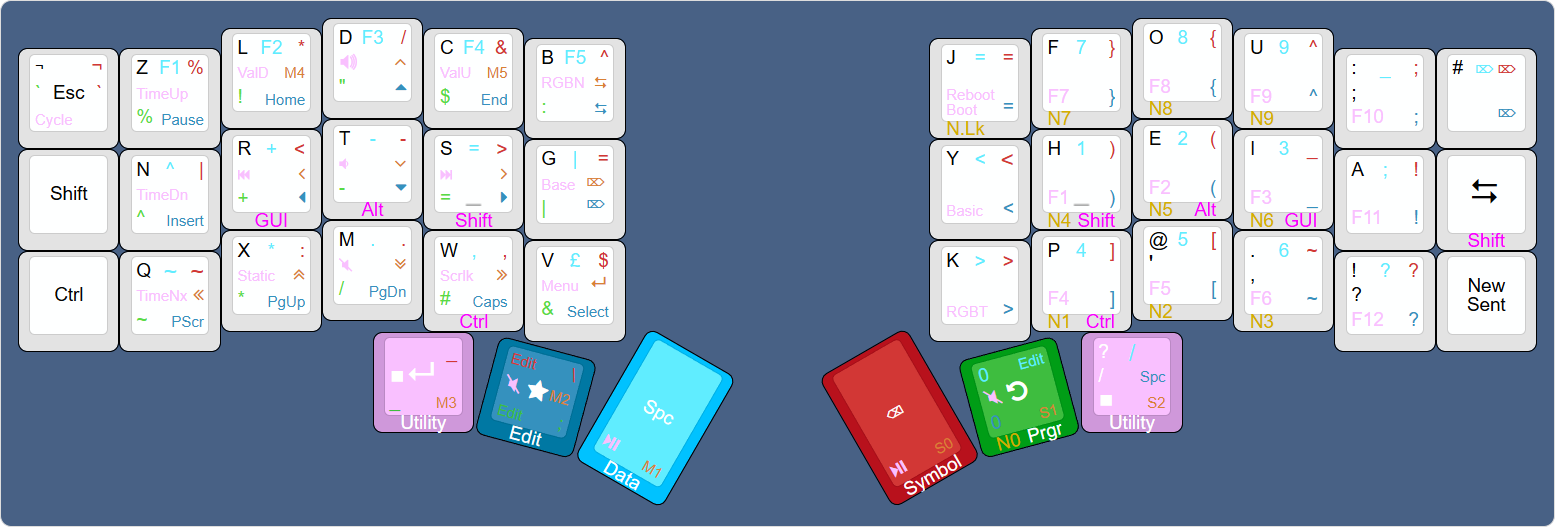 ¬ ¬
` Esc `
Cycle
Z F1 %
TimeUp
% Pause
L F2 *
ValD M4
! Home
D F3 /
"
C F4 &
ValU M5
$ End
B F5 ^
RGBN
:
J = =
Reboot
Boot =
N.Lk
F 7 }
F7 }
N7
O 8 {
F8 {
N8
U 9 ^
F9 ^
N9
: _ ;
;
F10 ;
#
Shift
N ^ |
TimeDn
^ Insert
R + <
<
+
GUI
T - -
-
Alt
S = >
>
= _
Shift
G | =
Base
|
Y < <
Basic <
H 1 )
F1 _ )
N4 Shift
E 2 (
F2 (
N5 Alt
I 3 _
F3 _
N6 GUI
A ; !
F11 !
Shift
Ctrl
Q ~ ~
TimeNx
~ PScr
X * :
Static
* PgUp
M . .
/ PgDn
W , ,
Scrlk
# Caps
Ctrl
V £ $
Menu
& Select
K > >
RGBT >
P 4 ]
F4 ]
N1 Ctrl
@ 5 [
'
F5 [
N2
. 6 ~
,
F6 ~
N3
! ? ?
?
F12 ?
New
Sent
_
_ M3
Utility
Edit |
M2
Edit ;
Edit
Spc
M1
Data
S0
Symbol
0 Edit
0 S1
N0 Prgr
? /
/ Spc
S2
Utility